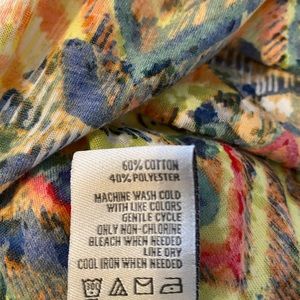 60% COTTON
40% POLYESTER
MACHINE WASH COLD
WITH LIKE COLORS
GENTLE CYCLE
ONLY NON-CHLORINE
BLEACH WHEN NEEDED
LINE DRY
COOL IRON WHEN NEEDED